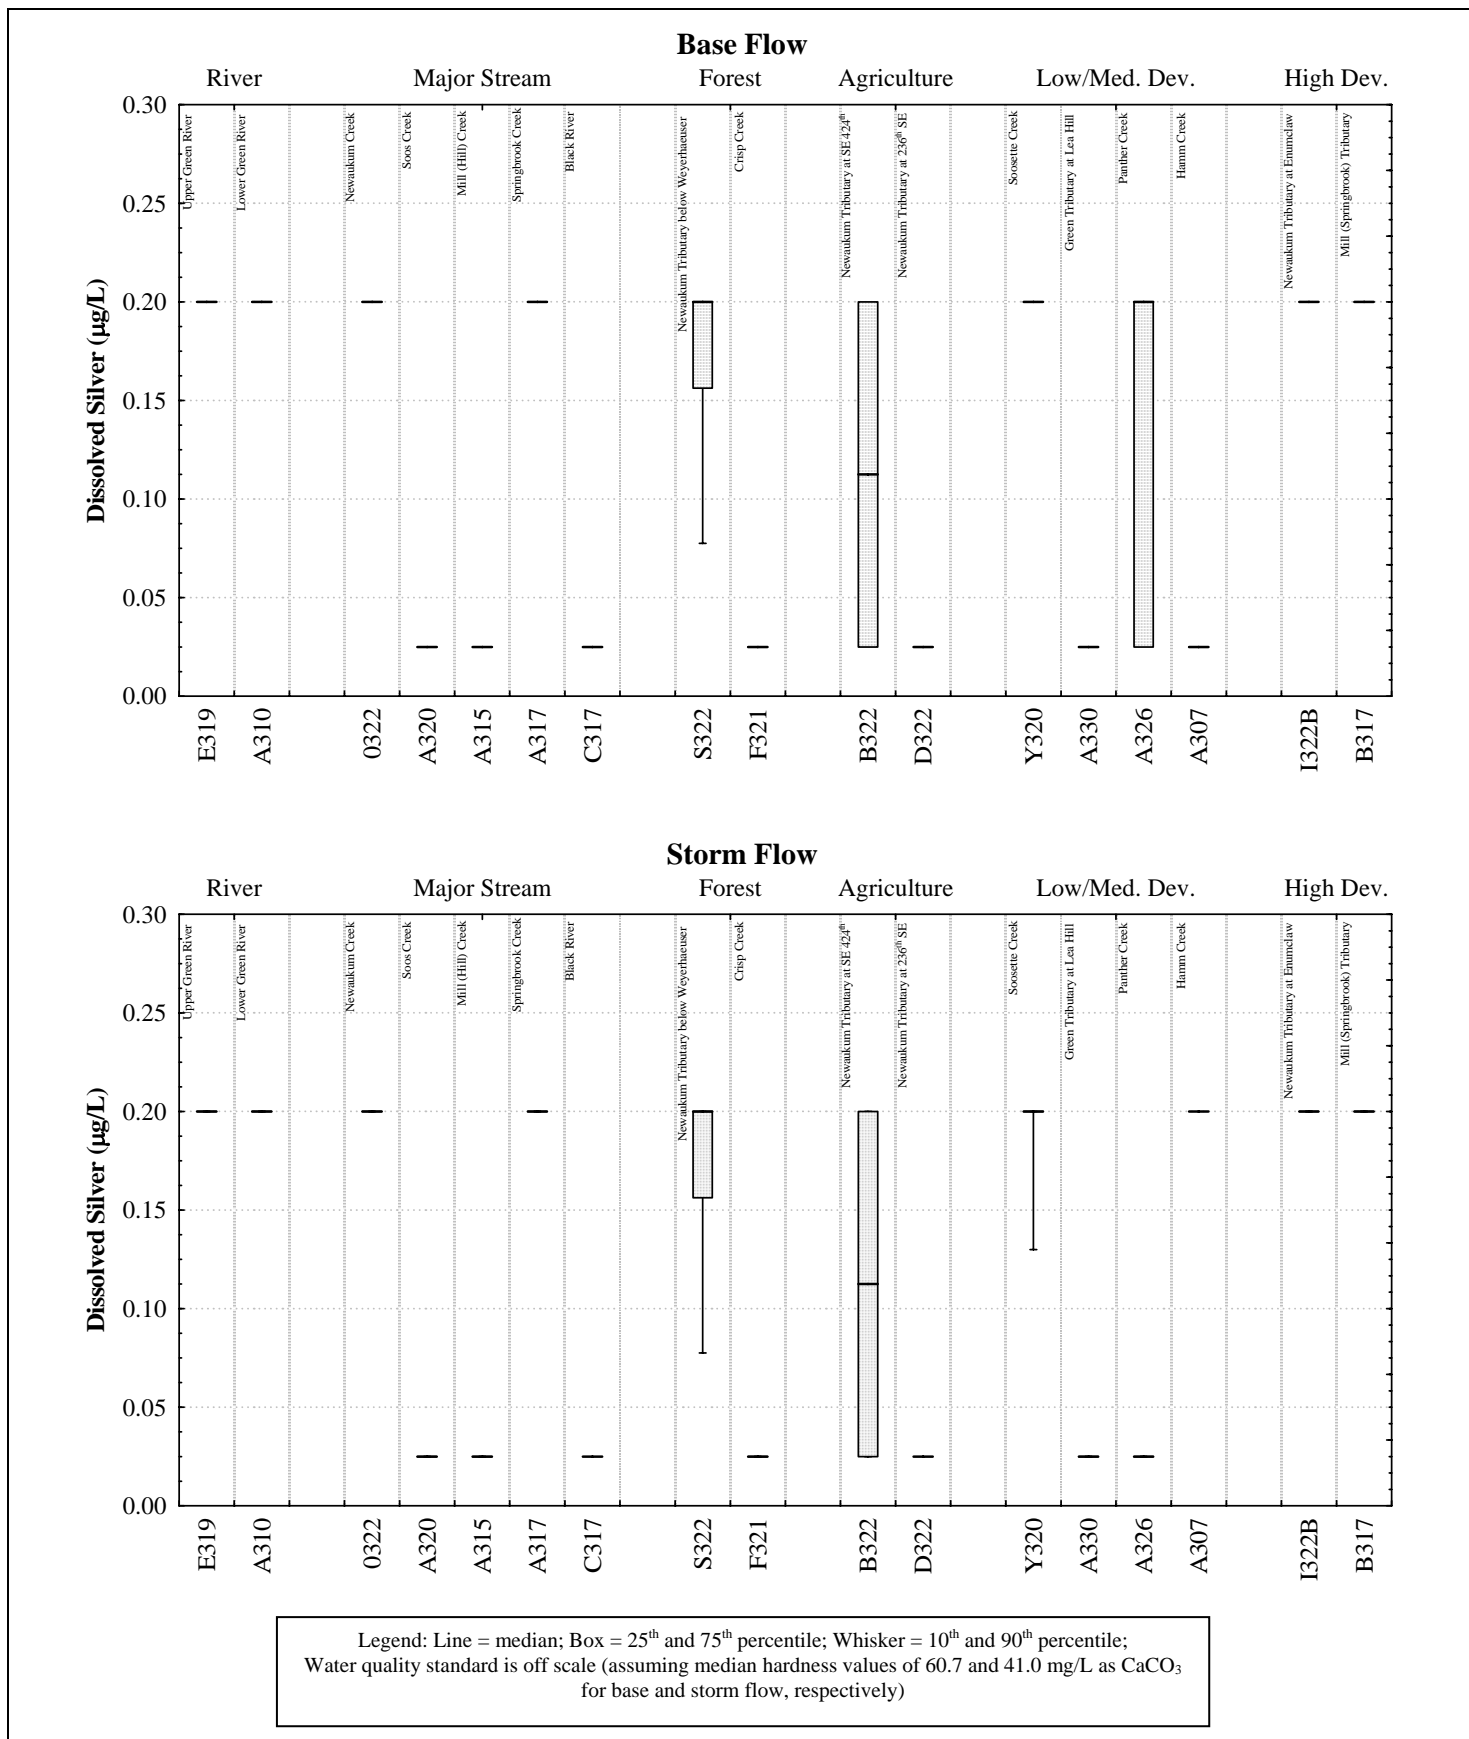 Base Flow
River Major Stream Forest Agriculture Low/Med. Dev. High Dev.
0.30
0.25
0.20
0.15
0.10
0.05
0.00
Dissolved Silver (µg/L)
Upper Green River
Lower Green River
Newaukum Creek
Soos Creek
Mill (Hill) Creek
Springbrook Creek
Black River
Newaukum Tributary below Weyerhaeuser
Crisp Creek
Newaukum Tributary at SE 424th
Newaukum Tributary at 236th SE
Soosette Creek
Green Tributary at Lea Hill
Panther Creek
Hamm Creek
Newaukum Tributary at Enumclaw
Mill (Springbrook) Tributary
E319
A310
0322
A320
A315
A317
C317
S322
F321
B322
D322
Y320
A330
A326
A307
I322B
B317
Storm Flow
River Major Stream Forest Agriculture Low/Med. Dev. High Dev.
0.30
0.25
0.20
0.15
0.10
0.05
0.00
Dissolved Silver (µg/L)
Upper Green River
Lower Green River
Newaukum Creek
Soos Creek
Mill (Hill) Creek
Springbrook Creek
Black River
Newaukum Tributary below Weyerhaeuser
Crisp Creek
Newaukum Tributary at SE 424th
Newaukum Tributary at 236th SE
Soosette Creek
Green Tributary at Lea Hill
Panther Creek
Hamm Creek
Newaukum Tributary at Enumclaw
Mill (Springbrook) Tributary
E319
A310
0322
A320
A315
A317
C317
S322
F321
B322
D322
Y320
A330
A326
A307
I322B
B317
Legend: Line = median; Box = 25th and 75th percentile; Whisker = 10th and 90th percentile;
Water quality standard is off scale (assuming median hardness values of 60.7 and 41.0 mg/L as CaCO₃
for base and storm flow, respectively)